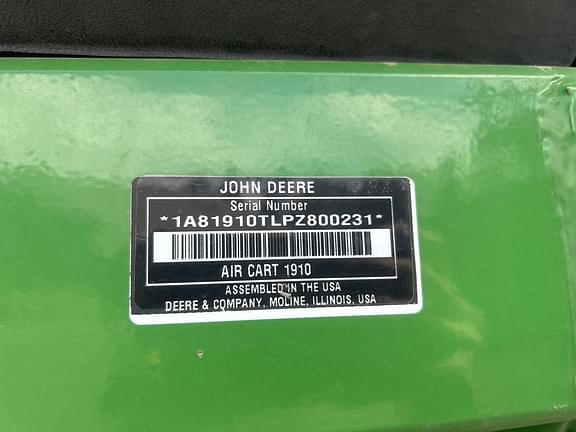 JOHN DEERE
Serial Number
*1A81910TLPZ800231*
AIR CART 1910
ASSEMBLED IN THE USA
DEERE & COMPANY, MOLINE, ILLINOIS, USA